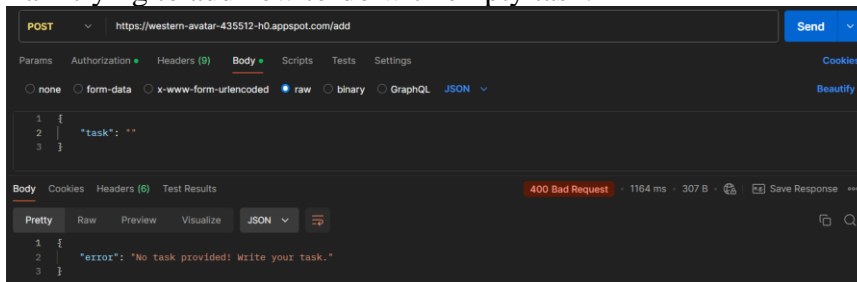 POST https://western-avatar-435512-h0.appspot.com/add Send
Params Authorization Headers (9) Body Scripts Tests Settings Cookies
none form-data x-www-form-urlencoded raw binary GraphQL JSON Beautify
1 {
2 "task": ""
3 }
Body Cookies Headers (6) Test Results 400 Bad Request 1164 ms 307 B Save Response
Pretty Raw Preview Visualize JSON
1 {
2 "error": "No task provided! Write your task."
3 }